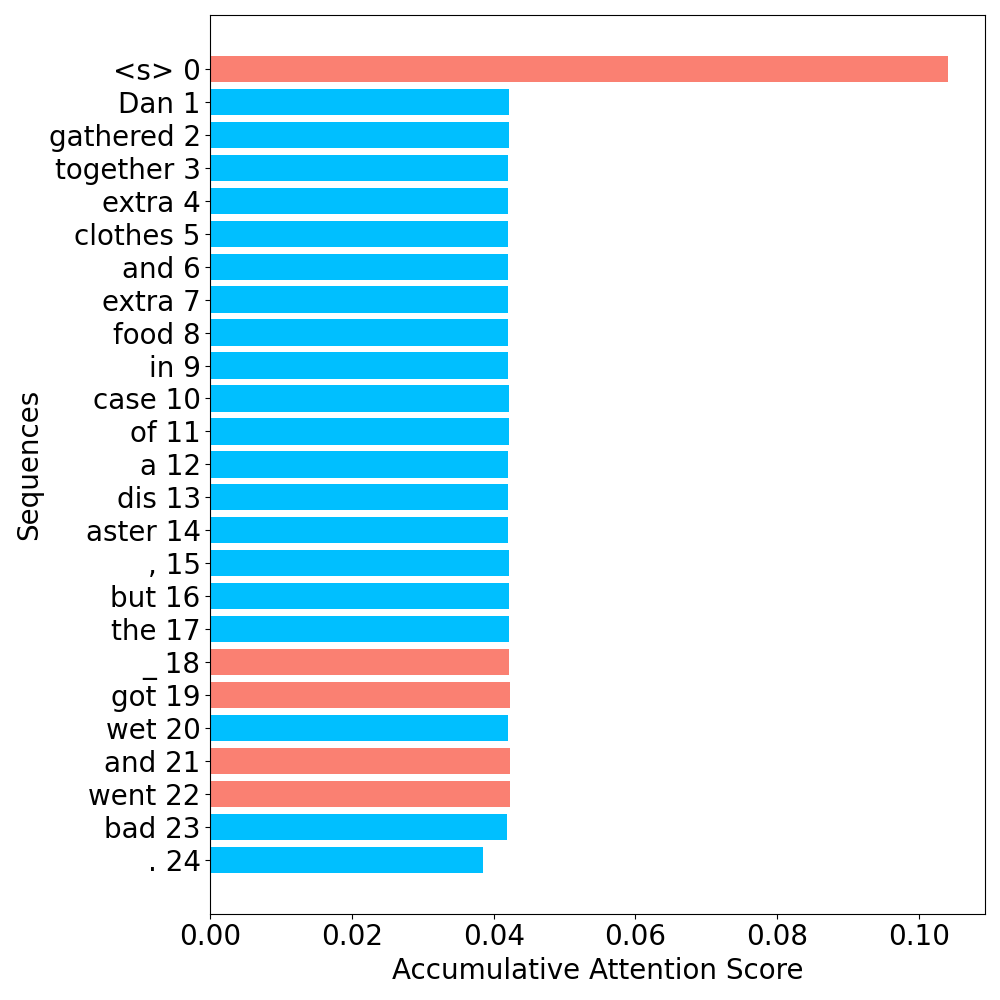 <s> 0
Dan 1
gathered 2
together 3
extra 4
clothes 5
and 6
extra 7
food 8
in 9
case 10
of 11
a 12
dis 13
aster 14
, 15
but 16
the 17
_ 18
got 19
wet 20
and 21
went 22
bad 23
. 24
Sequences
0.00 0.02 0.04 0.06 0.08 0.10
Accumulative Attention Score